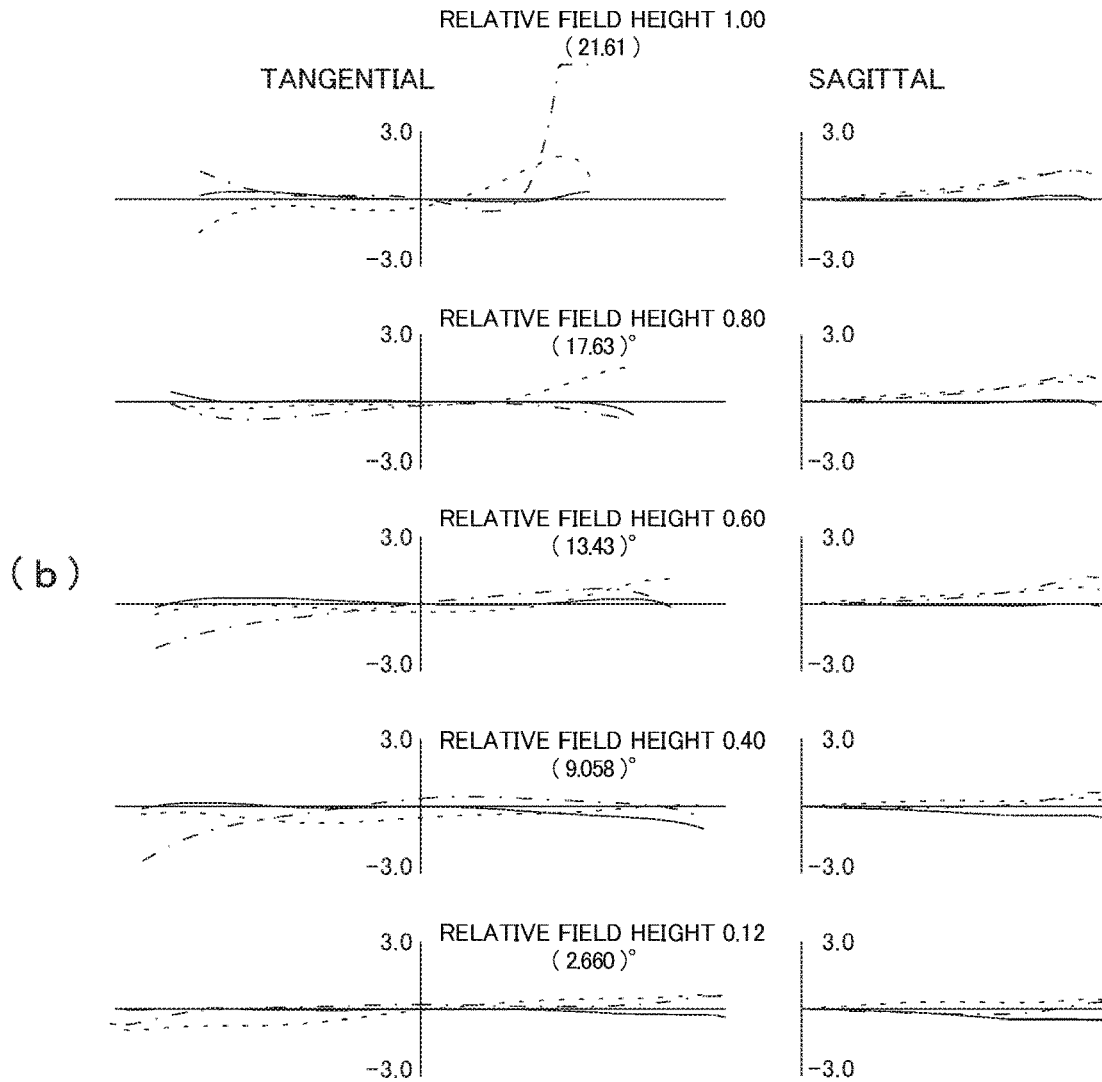 RELATIVE FIELD HEIGHT 1.00
( 21.61 )
TANGENTIAL
SAGITTAL
3.0
3.0
-3.0
-3.0
RELATIVE FIELD HEIGHT 0.80
( 17.63 )°
3.0
3.0
-3.0
-3.0
RELATIVE FIELD HEIGHT 0.60
( 13.43 )°
3.0
3.0
(b)
-3.0
-3.0
RELATIVE FIELD HEIGHT 0.40
( 9.058 )°
3.0
3.0
-3.0
-3.0
RELATIVE FIELD HEIGHT 0.12
( 2.660 )°
3.0
3.0
-3.0
-3.0